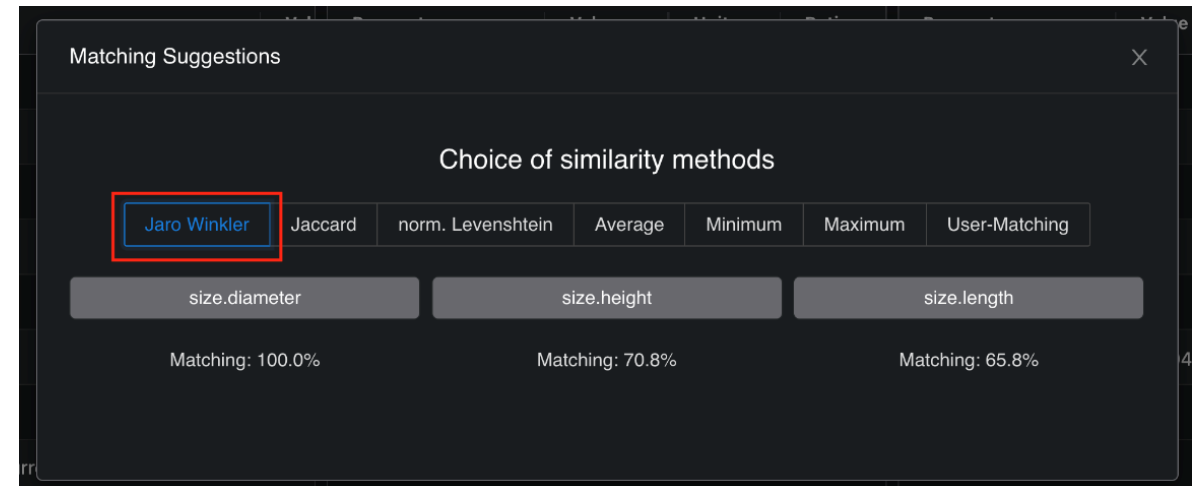 Matching Suggestions X
Choice of similarity methods
Jaro Winkler Jaccard norm. Levenshtein Average Minimum Maximum User-Matching
size.diameter size.height size.length
Matching: 100.0% Matching: 70.8% Matching: 65.8%